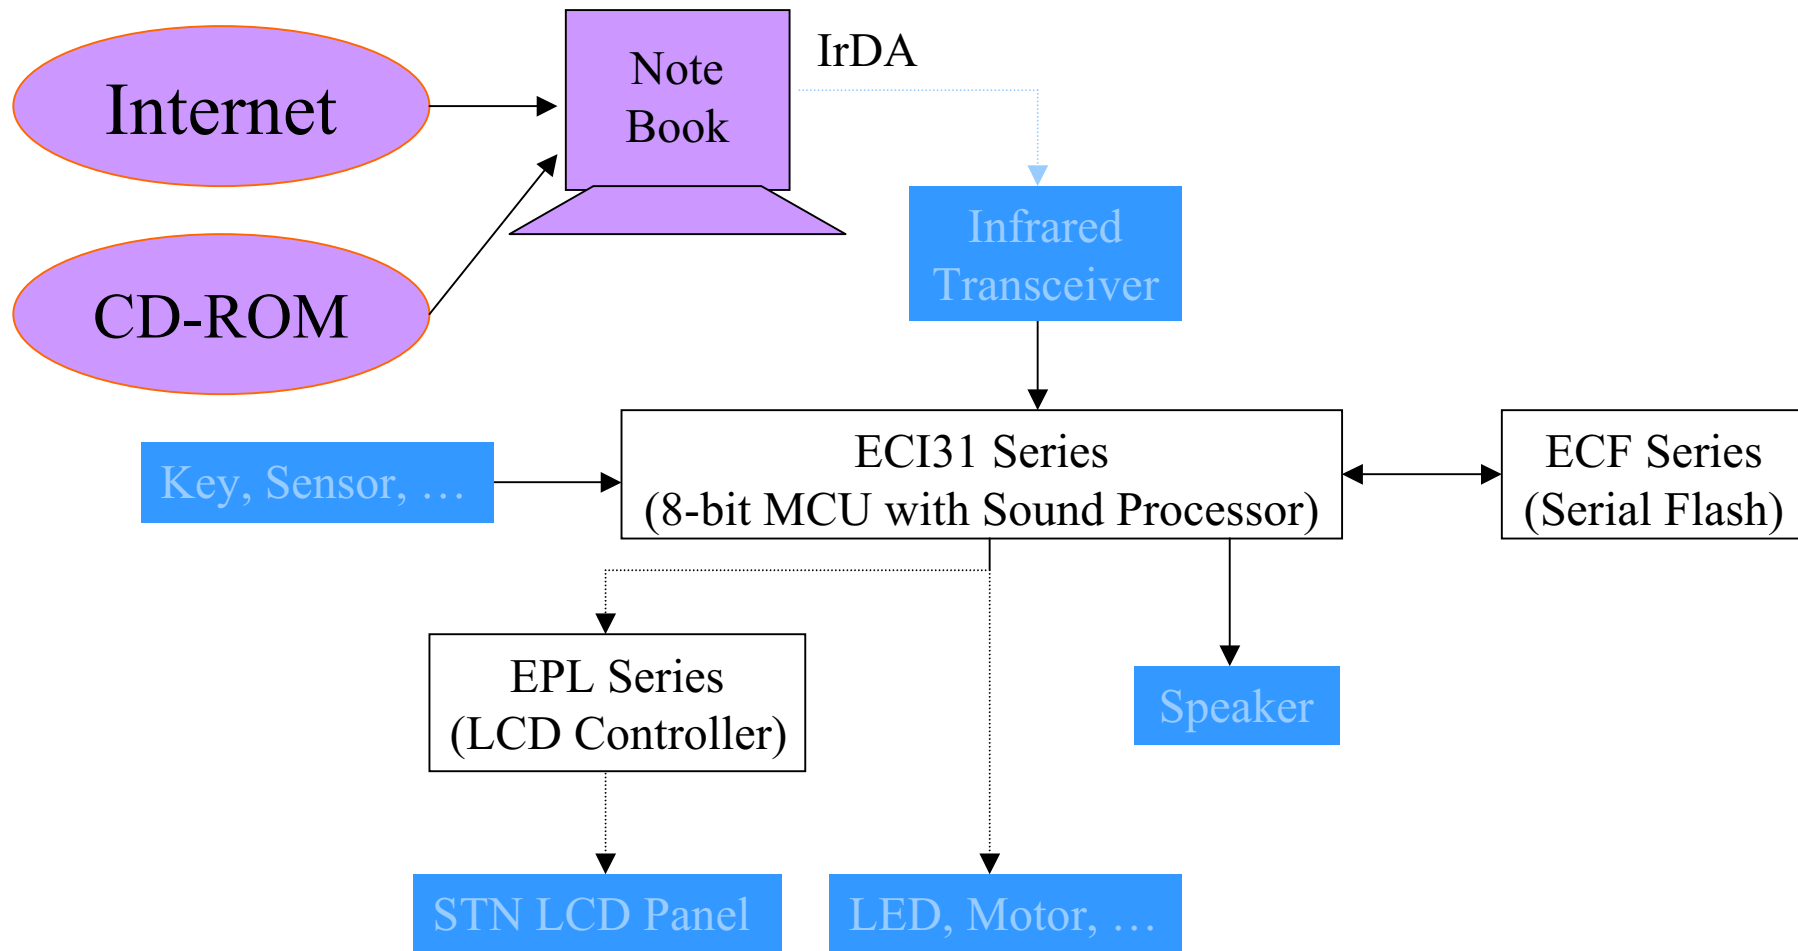 Internet
Note
Book
IrDA
CD-ROM
Infrared
Transceiver
Key, Sensor, …
ECI31 Series
(8-bit MCU with Sound Processor)
ECF Series
(Serial Flash)
EPL Series
(LCD Controller)
Speaker
STN LCD Panel
LED, Motor, …